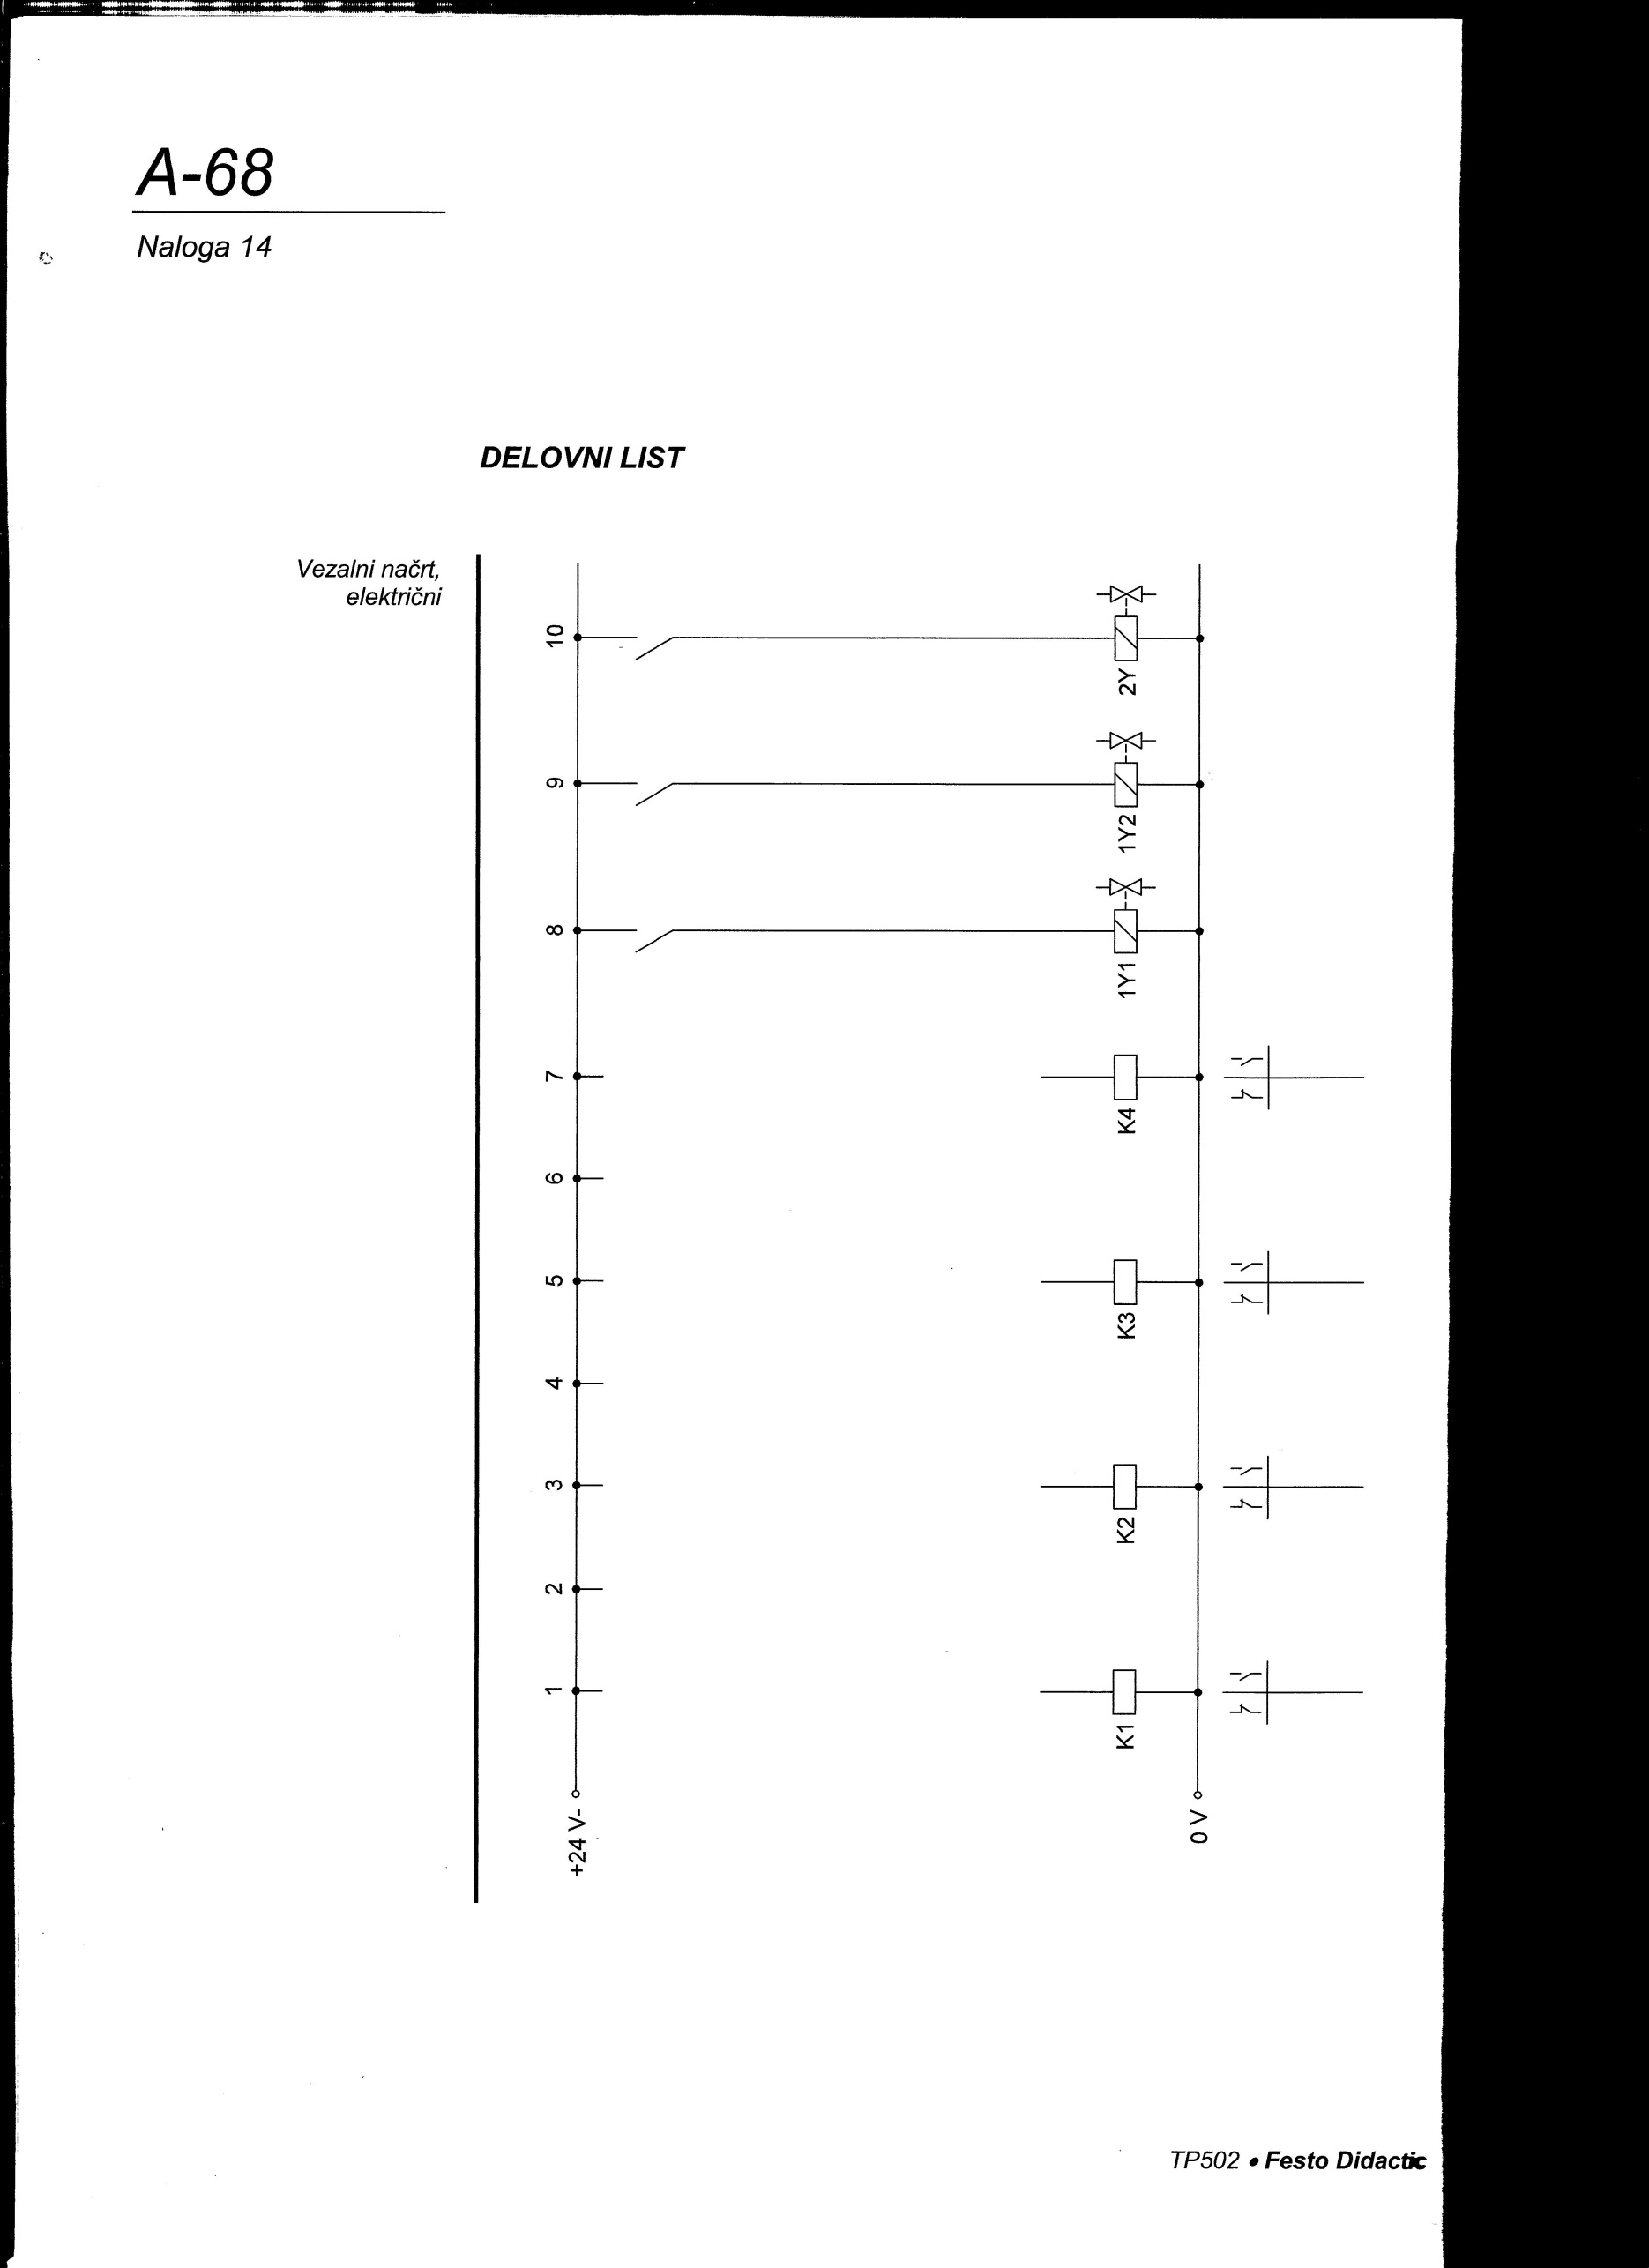 A-68
Naloga 14
DELOVNI LIST
Vezalni načrt,
električni
10
2Y
9
1Y2
8
1Y1
7
K4
6
5
K3
4
3
K2
2
1
K1
+24 V-
0 V
TP502 • Festo Didactic